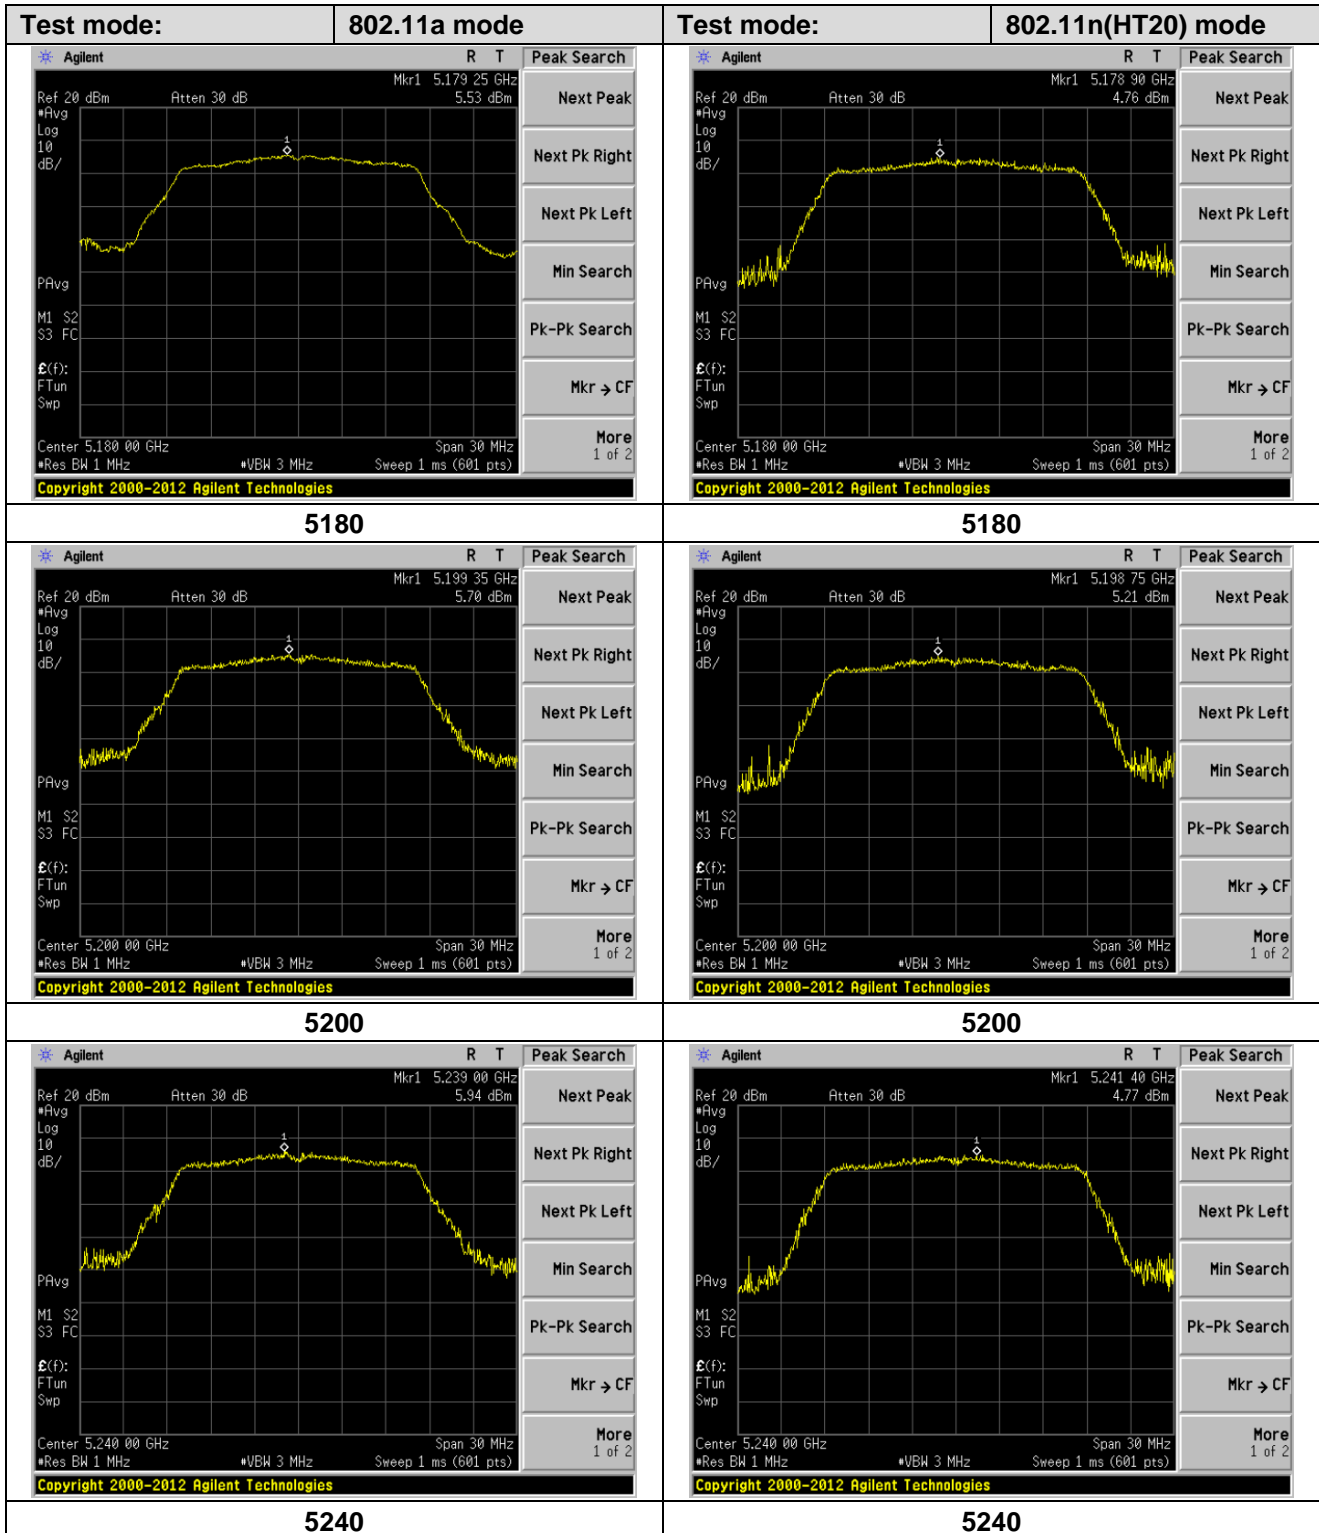 Test mode: 802.11a mode Test mode: 802.11n(HT20) mode
Agilent R T Peak Search
Mkr1 5.179 25 GHz
Ref 20 dBm Atten 30 dB 5.53 dBm Next Peak
#Avg
Log
10
dB/
1
Next Pk Right
Next Pk Left
Min Search
PAvg
Pk-Pk Search
M1 S2
S3 FC
£(f):
FTun
Swp
Mkr → CF
Center 5.180 00 GHz Span 30 MHz
#Res BW 1 MHz #VBW 3 MHz Sweep 1 ms (601 pts)
More
1 of 2
Copyright 2000-2012 Agilent Technologies
Agilent R T Peak Search
Mkr1 5.178 90 GHz
Ref 20 dBm Atten 30 dB 4.76 dBm Next Peak
#Avg
Log
10
dB/
1
Next Pk Right
Next Pk Left
Min Search
PAvg
Pk-Pk Search
M1 S2
S3 FC
£(f):
FTun
Swp
Mkr → CF
Center 5.180 00 GHz Span 30 MHz
#Res BW 1 MHz #VBW 3 MHz Sweep 1 ms (601 pts)
More
1 of 2
Copyright 2000-2012 Agilent Technologies
5180 5180
Agilent R T Peak Search
Mkr1 5.199 35 GHz
Ref 20 dBm Atten 30 dB 5.70 dBm Next Peak
#Avg
Log
10
dB/
1
Next Pk Right
Next Pk Left
Min Search
PAvg
Pk-Pk Search
M1 S2
S3 FC
£(f):
FTun
Swp
Mkr → CF
Center 5.200 00 GHz Span 30 MHz
#Res BW 1 MHz #VBW 3 MHz Sweep 1 ms (601 pts)
More
1 of 2
Copyright 2000-2012 Agilent Technologies
Agilent R T Peak Search
Mkr1 5.198 75 GHz
Ref 20 dBm Atten 30 dB 5.21 dBm Next Peak
#Avg
Log
10
dB/
1
Next Pk Right
Next Pk Left
Min Search
PAvg
Pk-Pk Search
M1 S2
S3 FC
£(f):
FTun
Swp
Mkr → CF
Center 5.200 00 GHz Span 30 MHz
#Res BW 1 MHz #VBW 3 MHz Sweep 1 ms (601 pts)
More
1 of 2
Copyright 2000-2012 Agilent Technologies
5200 5200
Agilent R T Peak Search
Mkr1 5.239 00 GHz
Ref 20 dBm Atten 30 dB 5.94 dBm Next Peak
#Avg
Log
10
dB/
1
Next Pk Right
Next Pk Left
Min Search
PAvg
Pk-Pk Search
M1 S2
S3 FC
£(f):
FTun
Swp
Mkr → CF
Center 5.240 00 GHz Span 30 MHz
#Res BW 1 MHz #VBW 3 MHz Sweep 1 ms (601 pts)
More
1 of 2
Copyright 2000-2012 Agilent Technologies
Agilent R T Peak Search
Mkr1 5.241 40 GHz
Ref 20 dBm Atten 30 dB 4.77 dBm Next Peak
#Avg
Log
10
dB/
1
Next Pk Right
Next Pk Left
Min Search
PAvg
Pk-Pk Search
M1 S2
S3 FC
£(f):
FTun
Swp
Mkr → CF
Center 5.240 00 GHz Span 30 MHz
#Res BW 1 MHz #VBW 3 MHz Sweep 1 ms (601 pts)
More
1 of 2
Copyright 2000-2012 Agilent Technologies
5240 5240